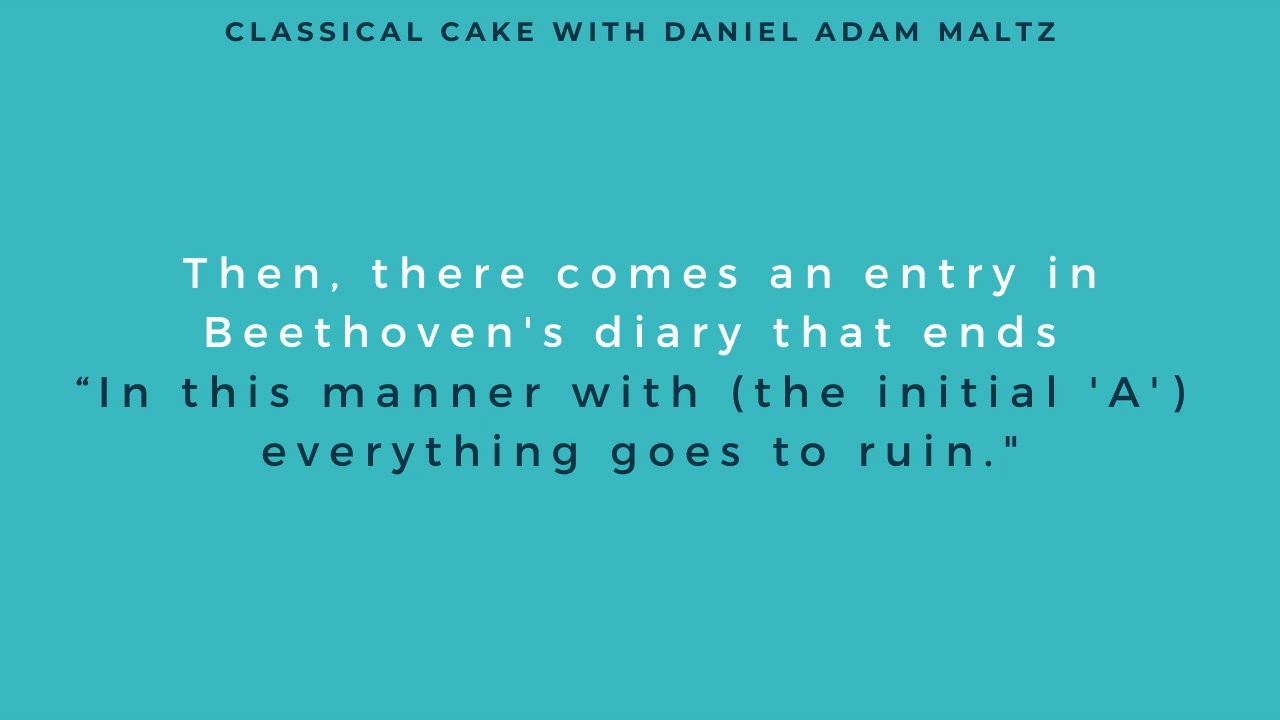 CLASSICAL CAKE WITH DANIEL ADAM MALTZ
Then, there comes an entry in
Beethoven's diary that ends
“In this manner with (the initial 'A')
everything goes to ruin."